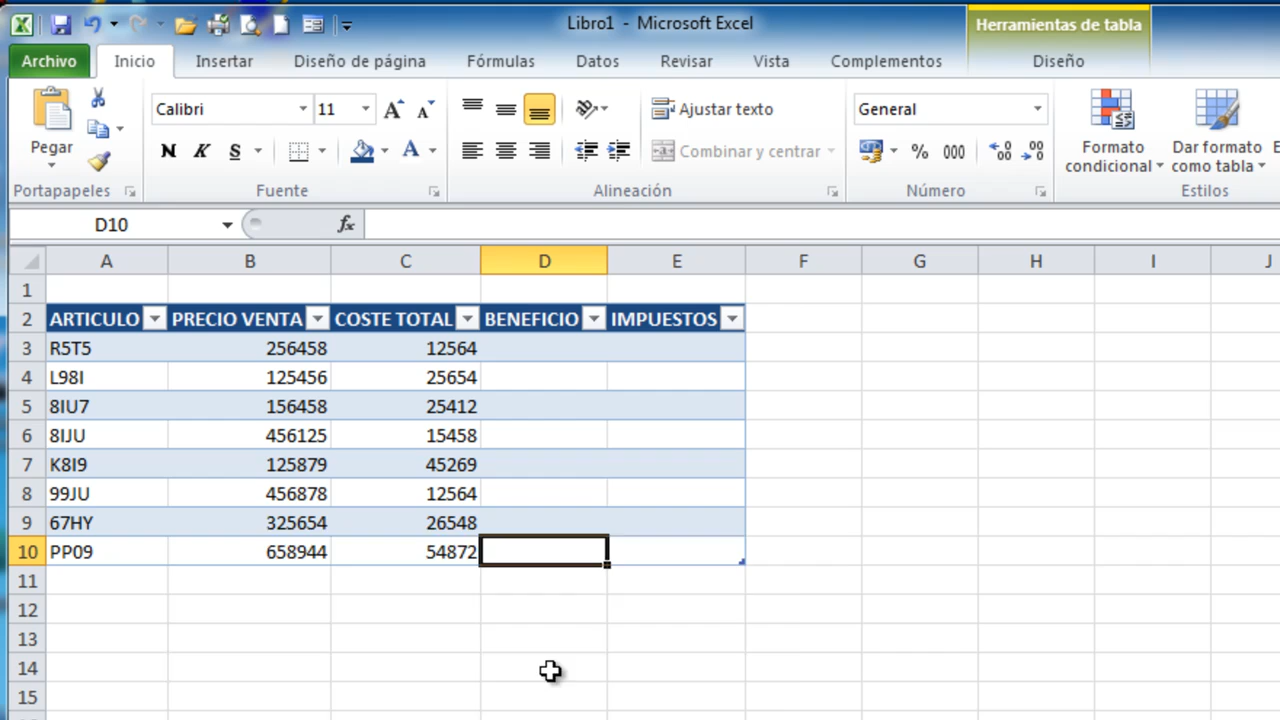 Libro1 - Microsoft Excel
Herramientas de tabla
Archivo Inicio Insertar Diseño de página Fórmulas Datos Revisar Vista Complementos Diseño
Calibri 11 Ajustar texto General
Pegar N K S Combinar y centrar % 000 Formato condicional Dar formato como tabla
Portapapeles Fuente Alineación Número Estilos
D10 fx
A B C D E F G H I J
1
2 ARTICULO PRECIO VENTA COSTE TOTAL BENEFICIO IMPUESTOS
3 R5T5 256458 12564
4 L98I 125456 25654
5 8IU7 156458 25412
6 8IJU 456125 15458
7 K8I9 125879 45269
8 99JU 456878 12564
9 67HY 325654 26548
10 PP09 658944 54872
11
12
13
14
15